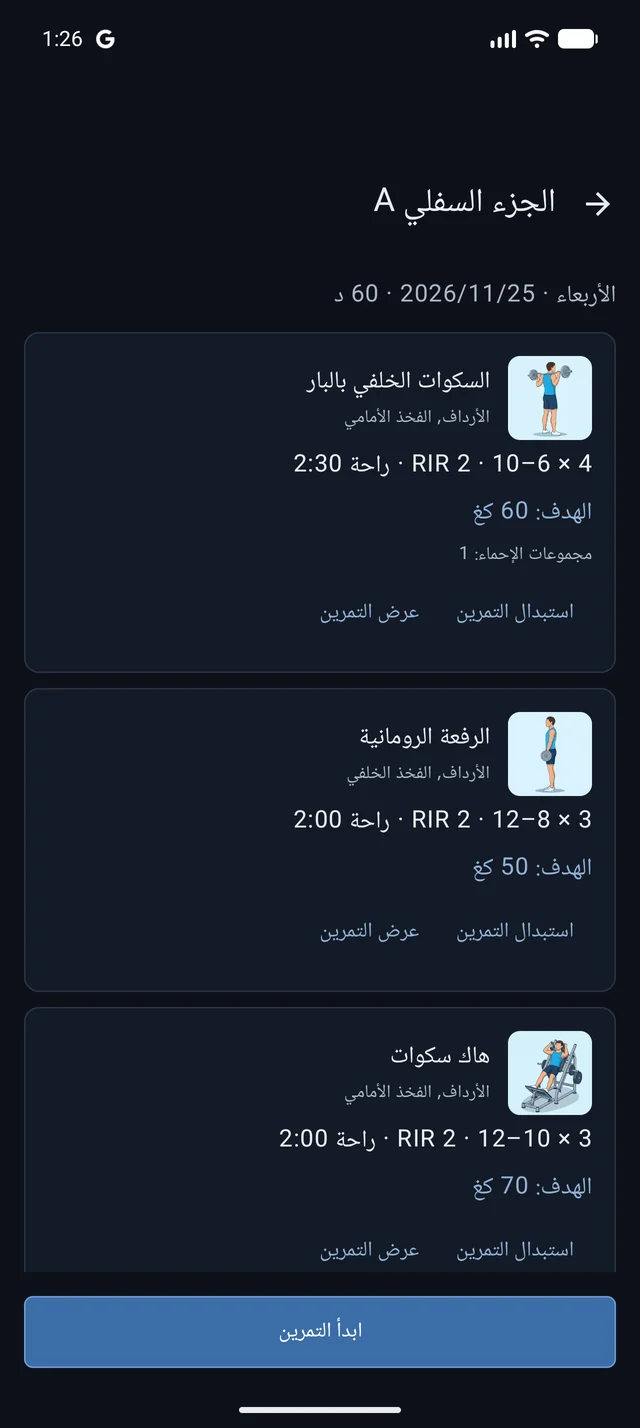 1:26 G
الجزء السفلي A
الأربعاء · 2026/11/25 · 60 د
السكوات الخلفي بالبار
الأرداف, الفخذ الأمامي
4 × 6–10 · RIR 2 · راحة 2:30
الهدف: 60 كغ
مجموعات الإحماء: 1
استبدال التمرين
عرض التمرين
الرفعة الرومانية
الأرداف, الفخذ الخلفي
3 × 8–12 · RIR 2 · راحة 2:00
الهدف: 50 كغ
استبدال التمرين
عرض التمرين
هاك سكوات
الأرداف, الفخذ الأمامي
3 × 10–12 · RIR 2 · راحة 2:00
الهدف: 70 كغ
استبدال التمرين
عرض التمرين
ابدأ التمرين